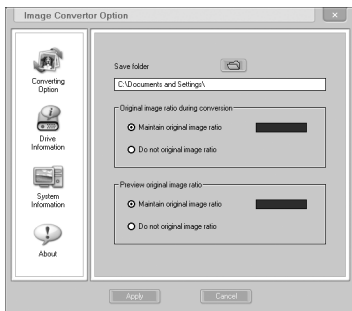 Image Convertor Option
Converting
Option
Drive
Information
System
Information
About
Save folder
C:\Documents and Settings\
Original image ratio during conversion
Maintain original image ratio
Do not original image ratio
Preview original image ratio
Maintain original image ratio
Do not original image ratio
Apply
Cancel